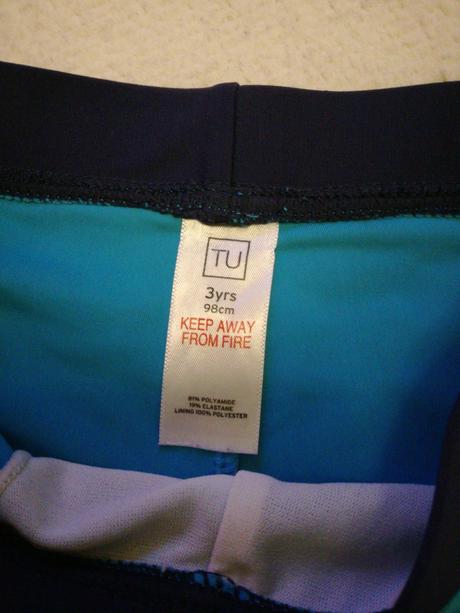 TU
3yrs
98cm
KEEP AWAY
FROM FIRE
81% POLYAMIDE
19% ELASTANE
LINING 100% POLYESTER